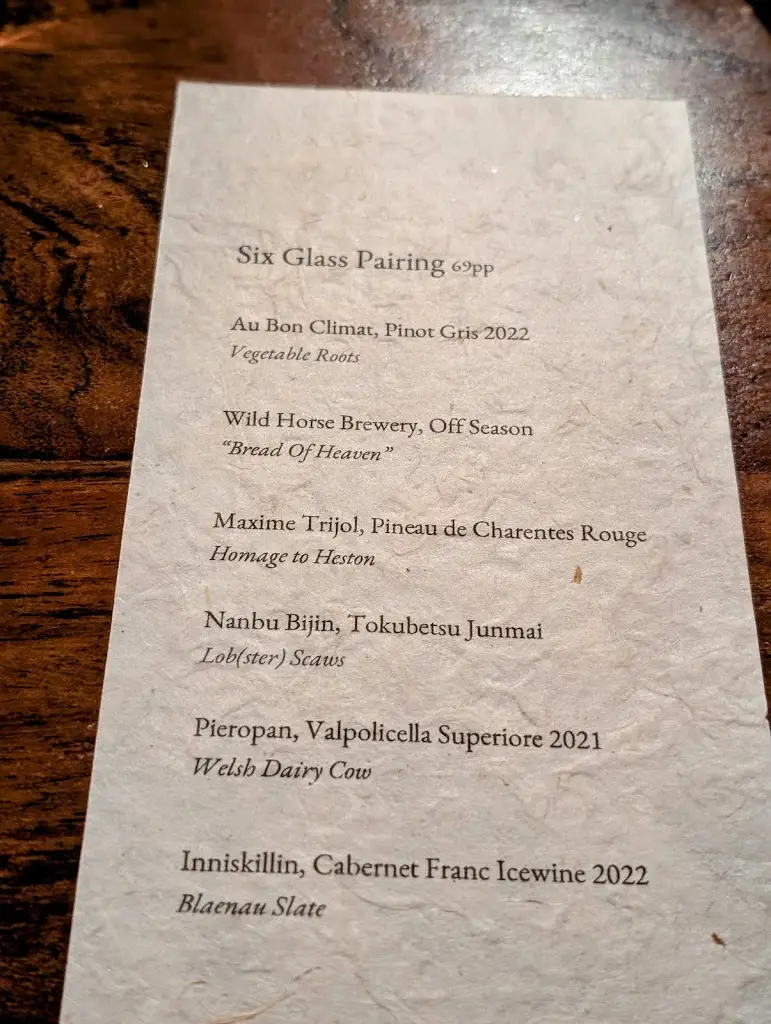 Six Glass Pairing 69pp
Au Bon Climat, Pinot Gris 2022
Vegetable Roots
Wild Horse Brewery, Off Season
“Bread Of Heaven”
Maxime Trijol, Pineau de Charentes Rouge
Homage to Heston
Nanbu Bijin, Tokubetsu Junmai
Lob(ster) Scaws
Pieropan, Valpolicella Superiore 2021
Welsh Dairy Cow
Inniskillin, Cabernet Franc Icewine 2022
Blaenau Slate